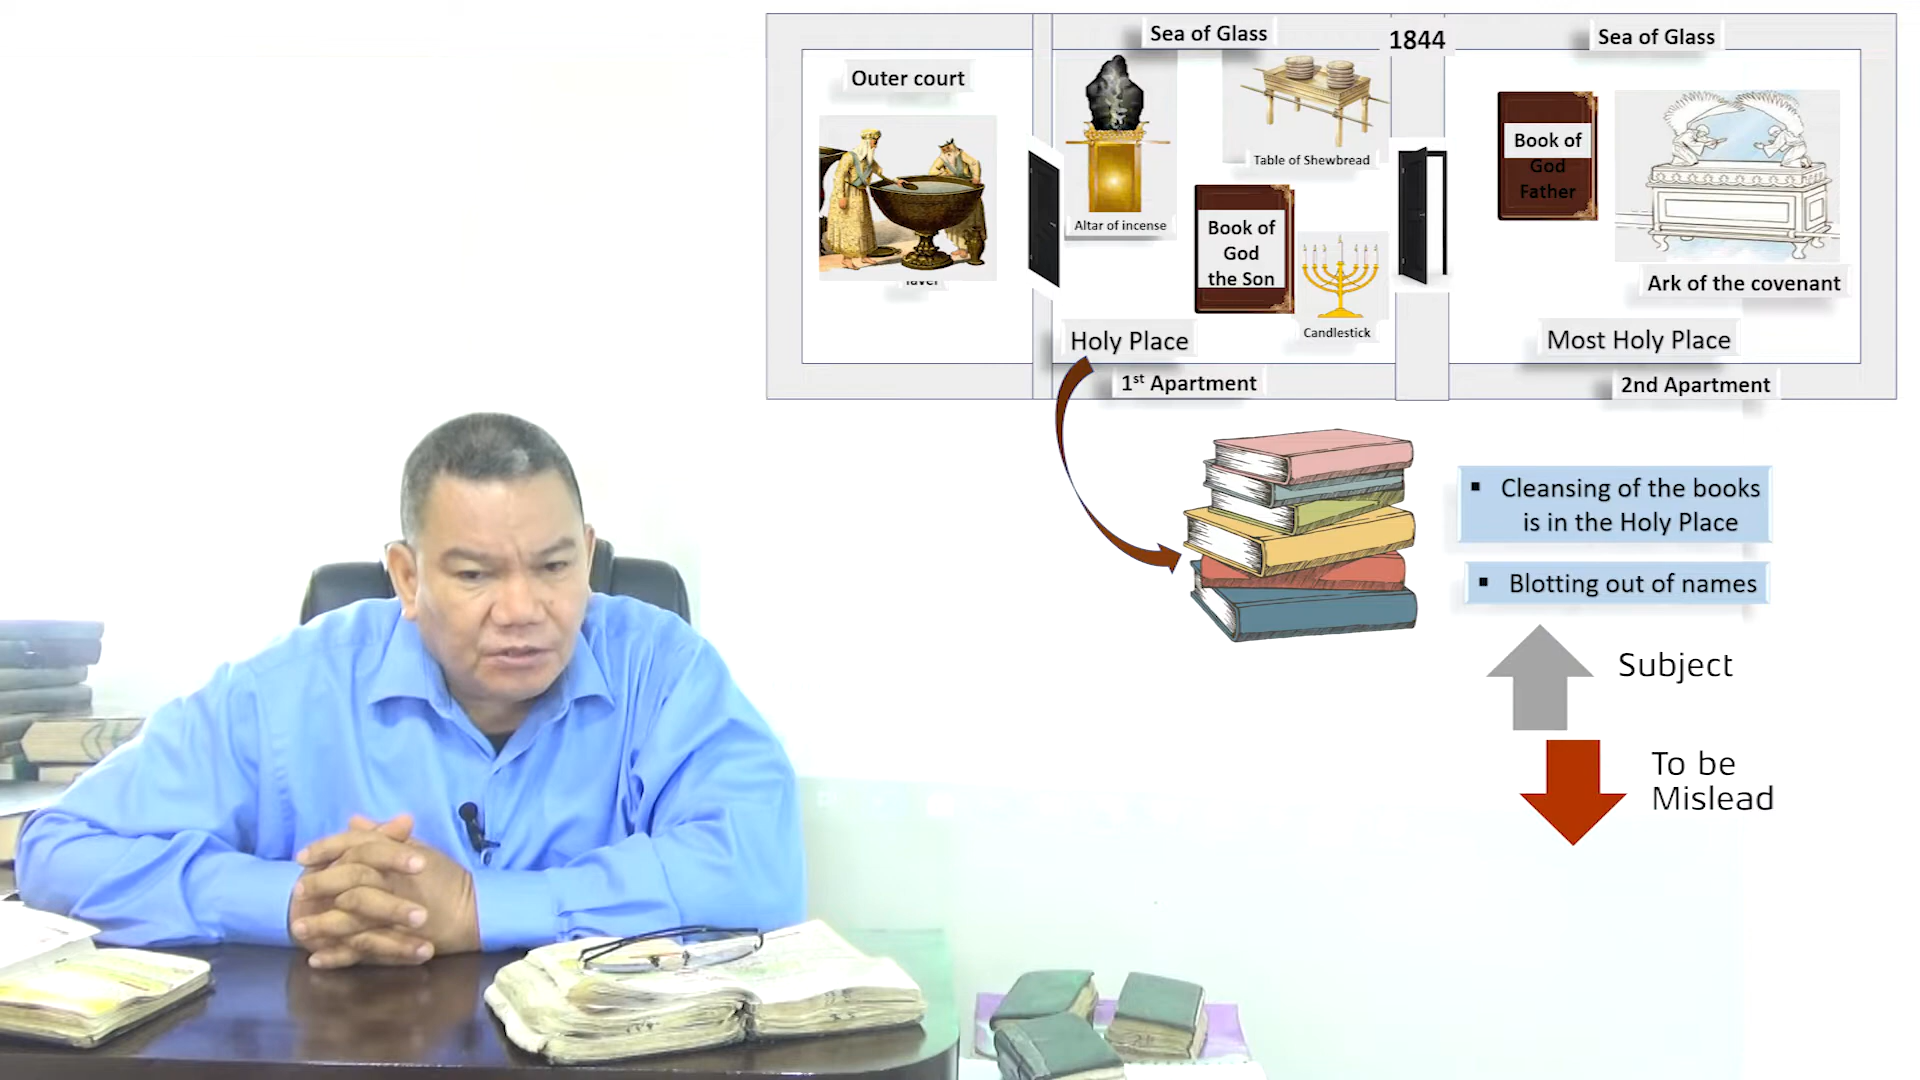 Outer court
laver
Sea of Glass
1844
Sea of Glass
Altar of incense
Table of Shewbread
Book of
God
the Son
Candlestick
Holy Place
1st Apartment
Book of
God
Father
Ark of the covenant
Most Holy Place
2nd Apartment
▪ Cleansing of the books
is in the Holy Place
▪ Blotting out of names
Subject
To be
Mislead